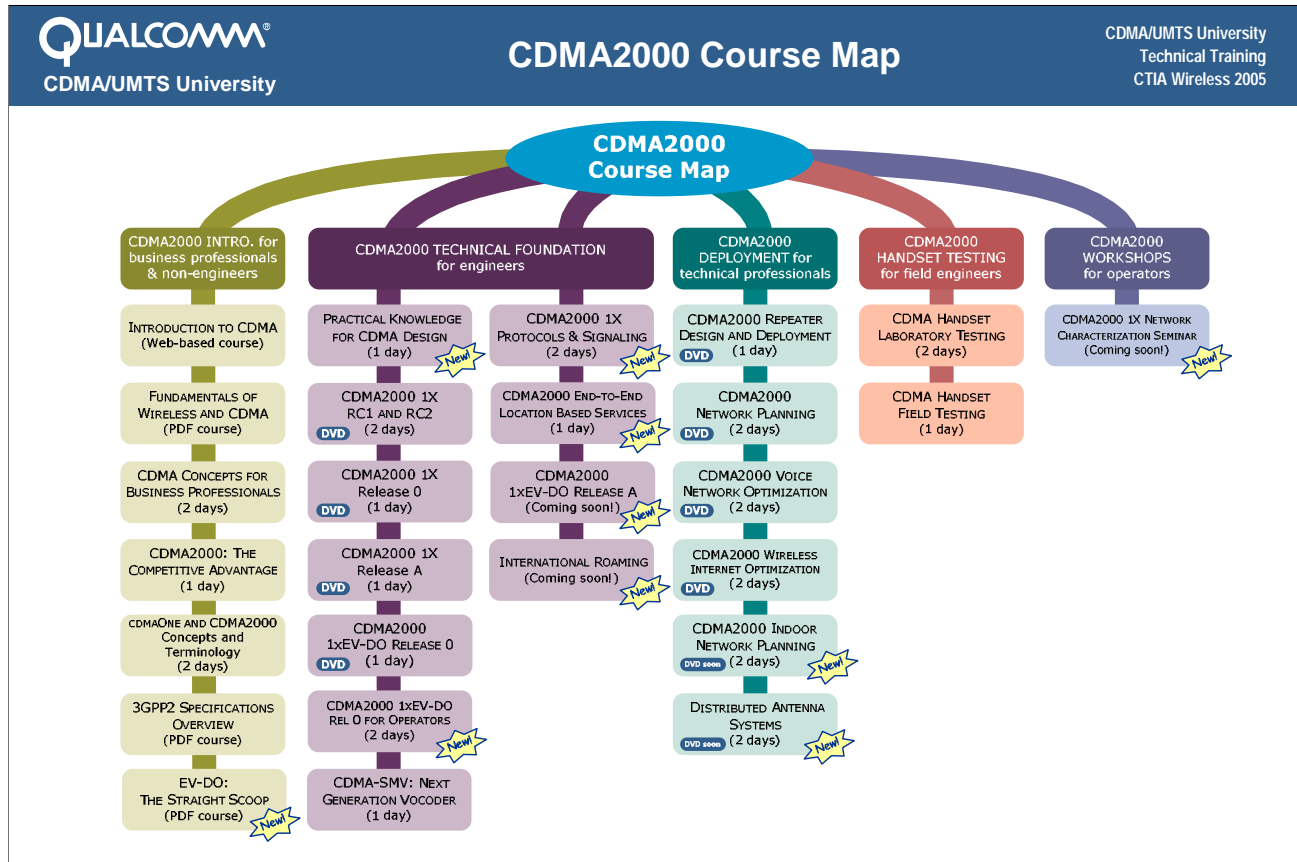 QUALCOMM®
CDMA/UMTS University
CDMA2000 Course Map
CDMA/UMTS University
Technical Training
CTIA Wireless 2005
CDMA2000
Course Map
CDMA2000 INTRO. for
business professionals
& non-engineers
INTRODUCTION TO CDMA
(Web-based course)
FUNDAMENTALS OF
WIRELESS AND CDMA
(PDF course)
CDMA CONCEPTS FOR
BUSINESS PROFESSIONALS
(2 days)
CDMA2000: THE
COMPETITIVE ADVANTAGE
(1 day)
CDMAONE AND CDMA2000
Concepts and
Terminology
(2 days)
3GPP2 SPECIFICATIONS
OVERVIEW
(PDF course)
EV-DO:
THE STRAIGHT SCOOP
(PDF course)
New!
CDMA2000 TECHNICAL FOUNDATION
for engineers
PRACTICAL KNOWLEDGE
FOR CDMA DESIGN
(1 day)
New!
CDMA2000 1X
RC1 AND RC2
DVD (2 days)
CDMA2000 1X
Release 0
DVD (1 day)
CDMA2000 1X
Release A
DVD (1 day)
CDMA2000
1xEV-DO RELEASE 0
DVD (1 day)
CDMA2000 1xEV-DO
REL 0 FOR OPERATORS
(2 days)
New!
CDMA-SMV: NEXT
GENERATION VOCODER
(1 day)
CDMA2000 1X
PROTOCOLS & SIGNALING
(2 days)
New!
CDMA2000 END-TO-END
LOCATION BASED SERVICES
(1 day)
New!
CDMA2000
1xEV-DO RELEASE A
(Coming soon!)
New!
INTERNATIONAL ROAMING
(Coming soon!)
New!
CDMA2000
DEPLOYMENT for
technical professionals
CDMA2000 REPEATER
DESIGN AND DEPLOYMENT
DVD (1 day)
CDMA2000
NETWORK PLANNING
DVD (2 days)
CDMA2000 VOICE
NETWORK OPTIMIZATION
DVD (2 days)
CDMA2000 WIRELESS
INTERNET OPTIMIZATION
DVD (2 days)
CDMA2000 INDOOR
NETWORK PLANNING
DVD soon (2 days)
New!
DISTRIBUTED ANTENNA
SYSTEMS
DVD soon (2 days)
New!
CDMA2000
HANDSET TESTING
for field engineers
CDMA HANDSET
LABORATORY TESTING
(2 days)
CDMA HANDSET
FIELD TESTING
(1 day)
CDMA2000
WORKSHOPS
for operators
CDMA2000 1X NETWORK
CHARACTERIZATION SEMINAR
(Coming soon!)
New!